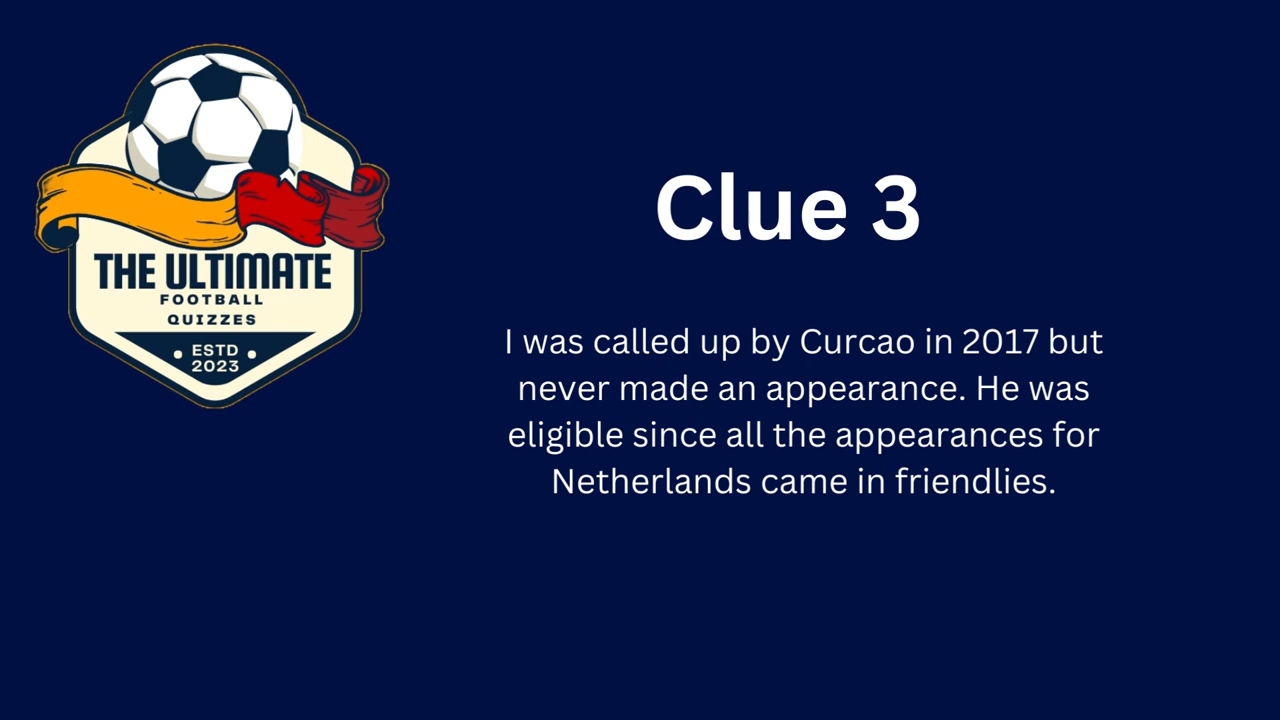 THE ULTIMATE
FOOTBALL
QUIZZES
ESTD
2023
Clue 3
I was called up by Curcao in 2017 but
never made an appearance. He was
eligible since all the appearances for
Netherlands came in friendlies.